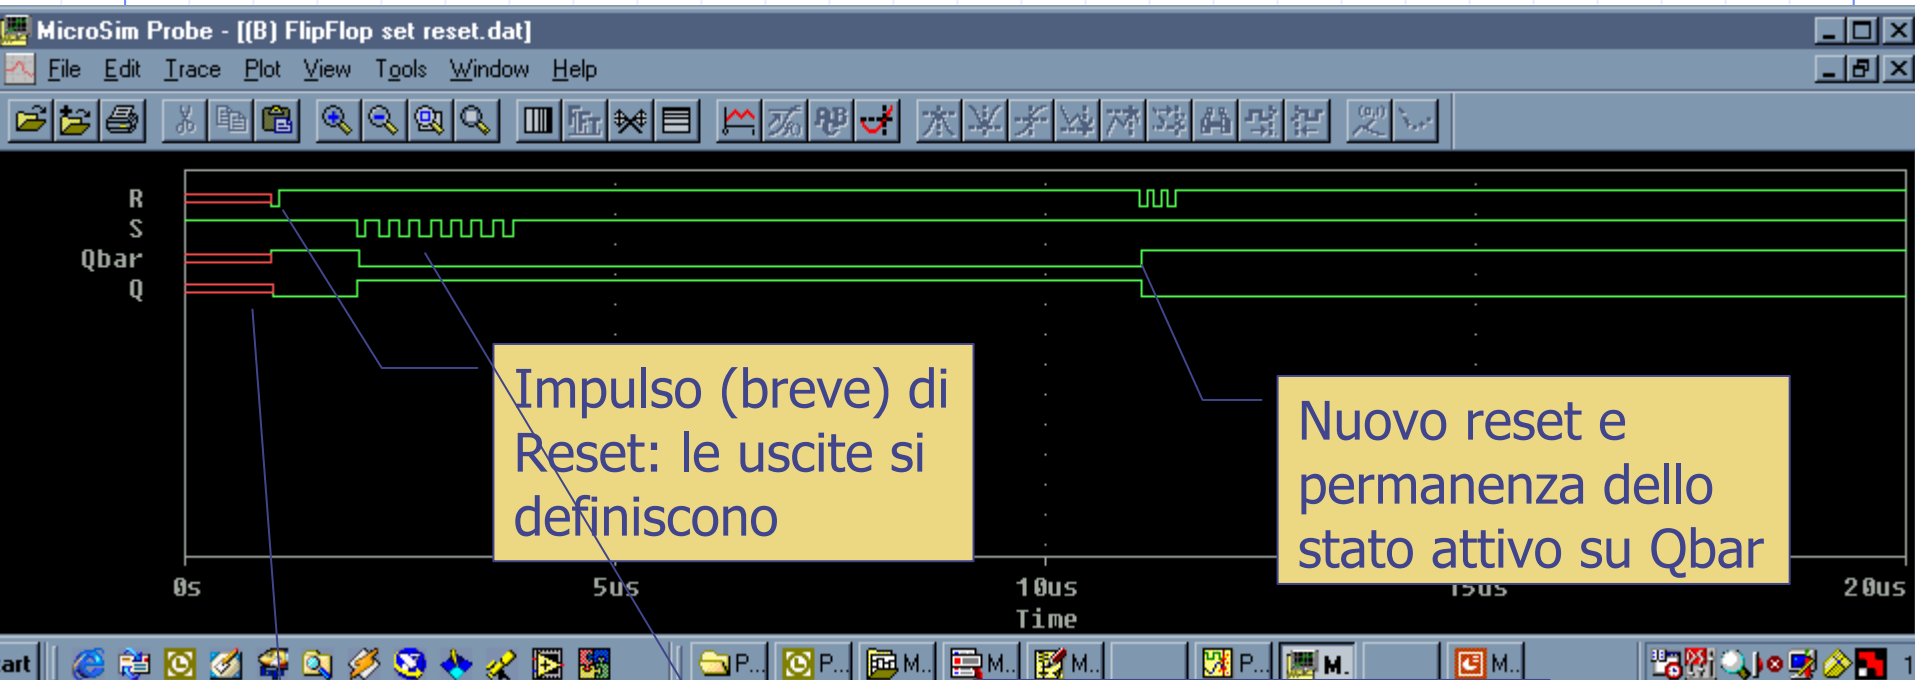 MicroSim Probe - [(B) FlipFlop set reset.dat]
File Edit Trace Plot View Tools Window Help
R
S
Qbar
Q
Impulso (breve) di
Reset: le uscite si
definiscono
Nuovo reset e
permanenza dello
stato attivo su Qbar
0s 5us 10us 15us 20us
Time
art P... P... M.. M.. M.. P... M. M..